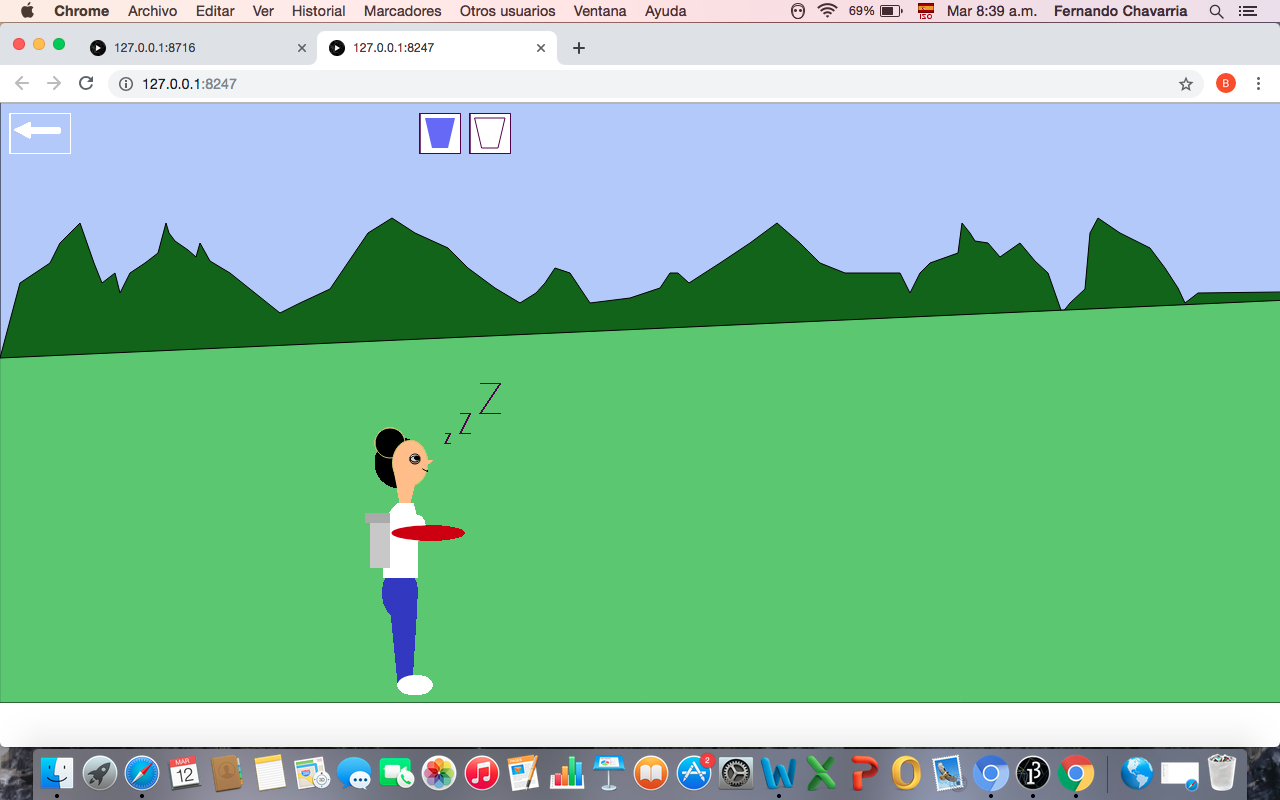 Chrome Archivo Editar Ver Historial Marcadores Otros usuarios Ventana Ayuda 69% ISO Mar 8:39 a.m. Fernando Chavarria
127.0.0.1:8716 127.0.0.1:8247
127.0.0.1:8247 B
Z
Z
z
2
MAR
12